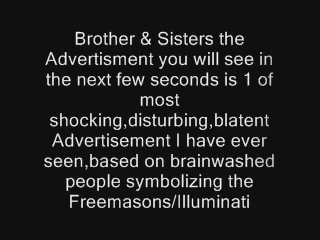 Brother & Sisters the
Advertisment you will see in
the next few seconds is 1 of
most
shocking,disturbing,blatent
Advertisement I have ever
seen,based on brainwashed
people symbolizing the
Freemasons/Illuminati